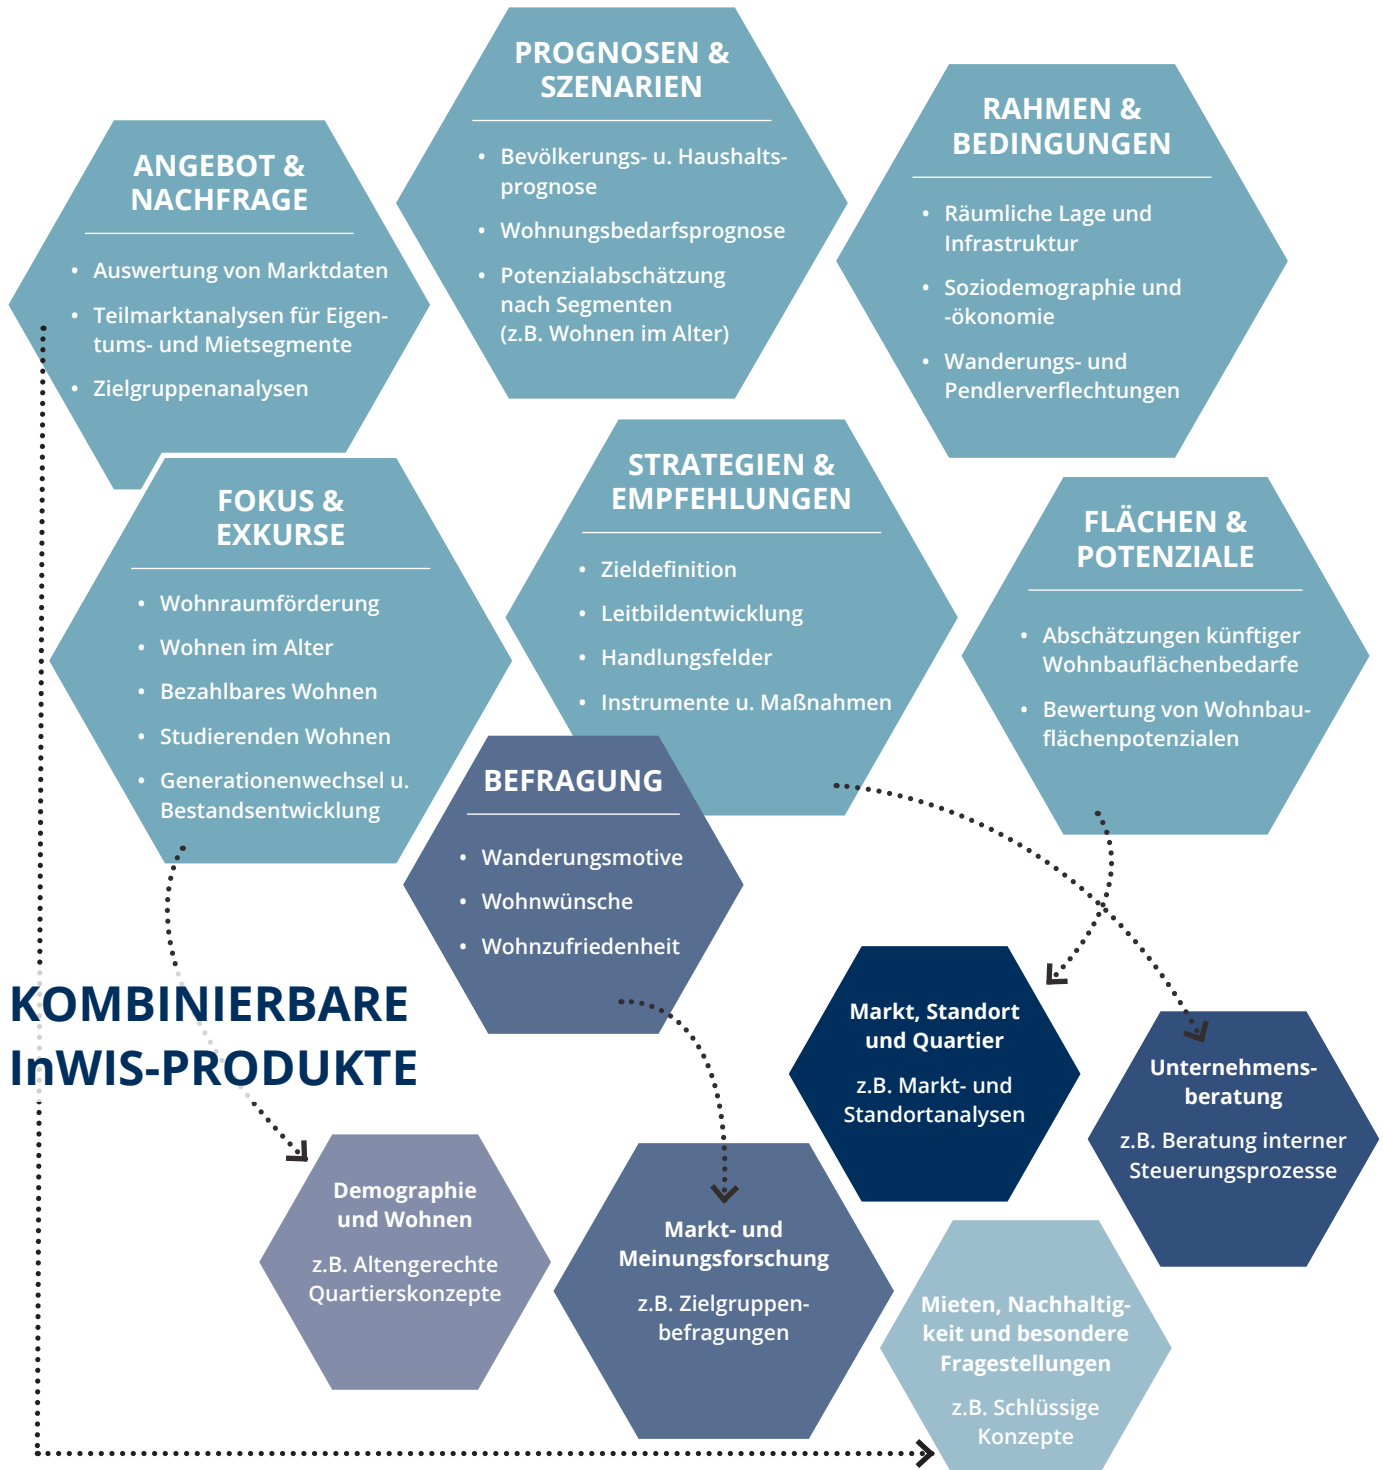 PROGNOSEN &
SZENARIEN
• Bevölkerungs- u. Haushalts-
prognose
• Wohnungsbedarfsprognose
• Potenzialabschätzung
nach Segmenten
(z.B. Wohnen im Alter)
RAHMEN &
BEDINGUNGEN
• Räumliche Lage und
Infrastruktur
• Soziodemographie und
-ökonomie
• Wanderungs- und
Pendlerverflechtungen
ANGEBOT &
NACHFRAGE
• Auswertung von Marktdaten
• Teilmarktanalysen für Eigen-
tums- und Mietsegmente
• Zielgruppenanalysen
FOKUS &
EXKURSE
• Wohnraumförderung
• Wohnen im Alter
• Bezahlbares Wohnen
• Studierenden Wohnen
• Generationenwechsel u.
Bestandsentwicklung
STRATEGIEN &
EMPFEHLUNGEN
• Zieldefinition
• Leitbildentwicklung
• Handlungsfelder
• Instrumente u. Maßnahmen
FLÄCHEN &
POTENZIALE
• Abschätzungen künftiger
Wohnbauflächenbedarfe
• Bewertung von Wohnbau-
flächenpotenzialen
BEFRAGUNG
• Wanderungsmotive
• Wohnwünsche
• Wohnzufriedenheit
KOMBINIERBARE
InWIS-PRODUKTE
Markt, Standort
und Quartier
z.B. Markt- und
Standortanalysen
Unternehmens-
beratung
z.B. Beratung interner
Steuerungsprozesse
Demographie
und Wohnen
z.B. Altengerechte
Quartierskonzepte
Markt- und
Meinungsforschung
z.B. Zielgruppen-
befragungen
Mieten, Nachhaltig-
keit und besondere
Fragestellungen
z.B. Schlüssige
Konzepte